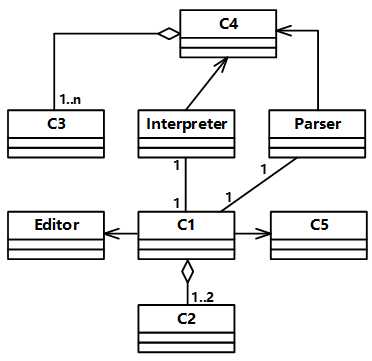 C4
1..n
C3
Interpreter
Parser
1
1
1
1
Editor
C1
C5
1..2
C2